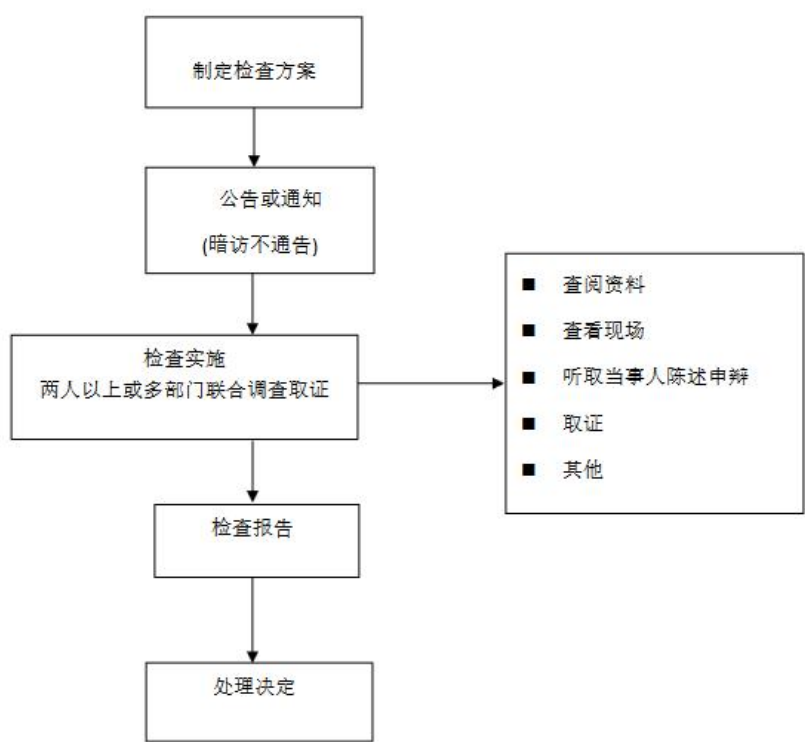 制定检查方案
公告或通知
(暗访不通告)
检查实施
两人以上或多部门联合调查取证
■ 查阅资料
■ 查看现场
■ 听取当事人陈述申辩
■ 取证
■ 其他
检查报告
处理决定